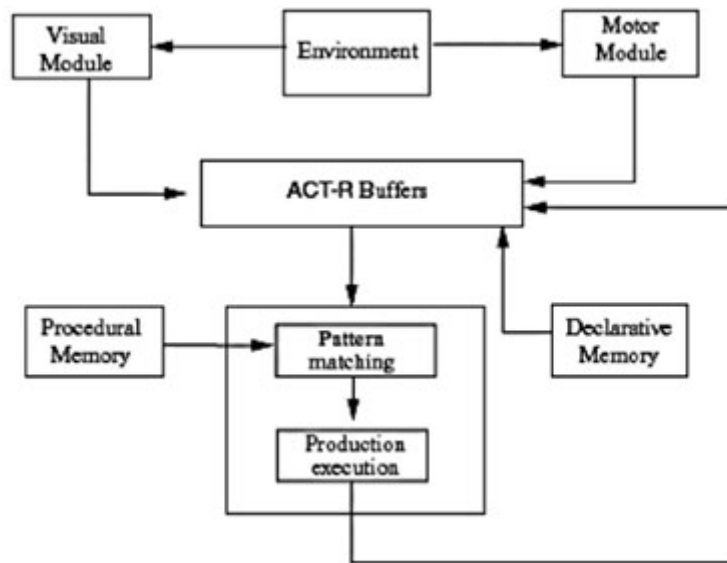 Visual
Module
Environment
Motor
Module
ACT-R Buffers
Procedural
Memory
Pattern
matching
Declarative
Memory
Production
execution